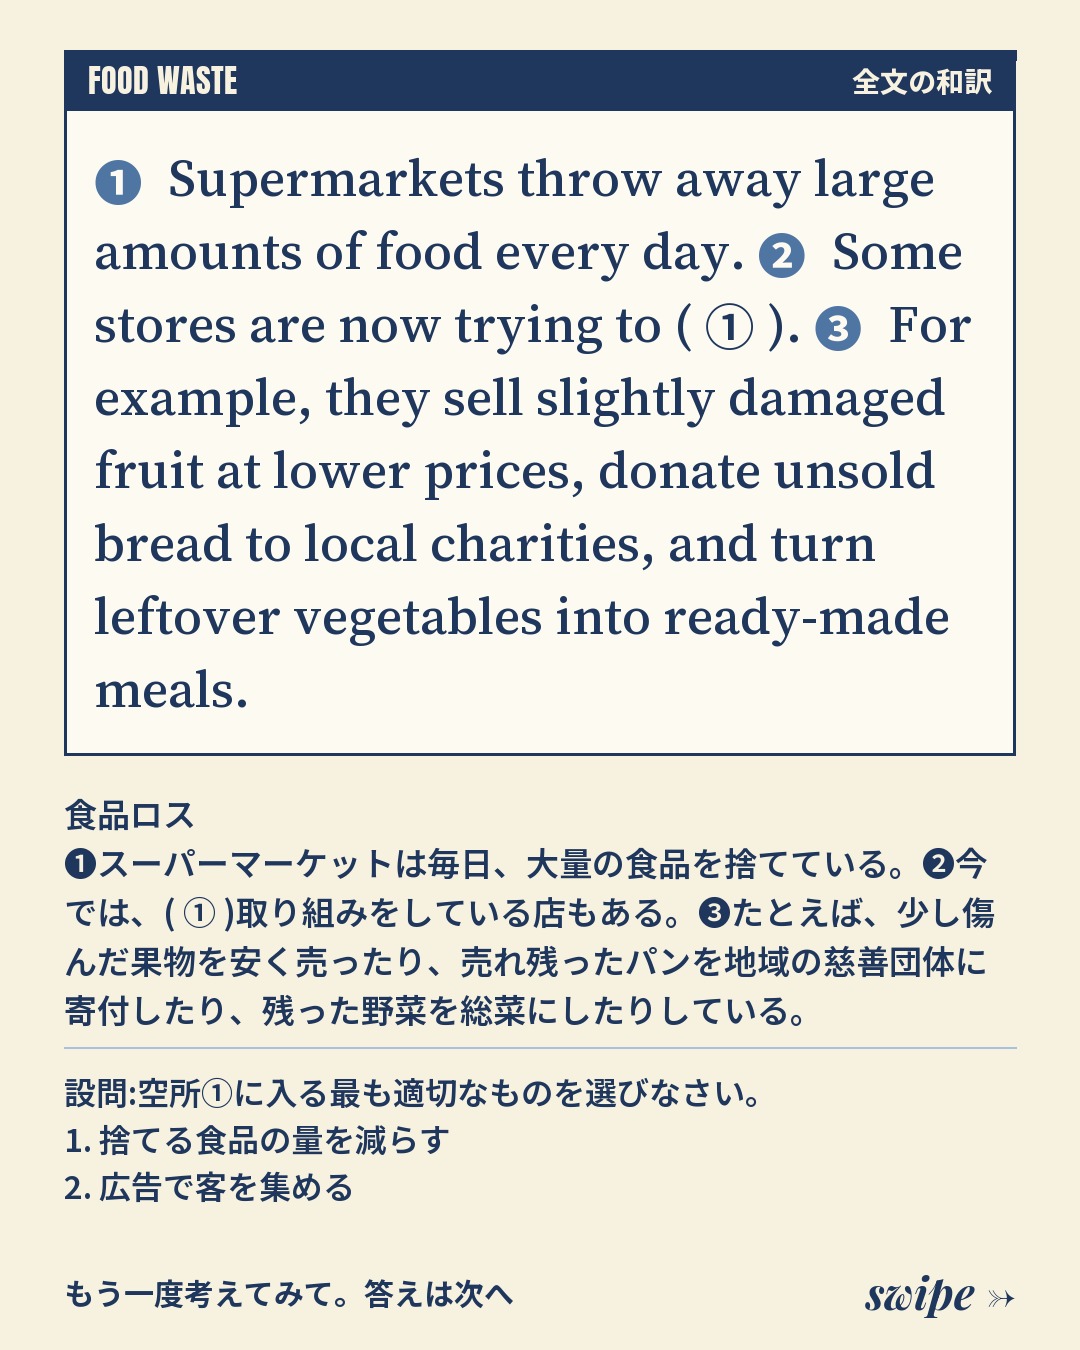 FOOD WASTE 全文の和訳
❶ Supermarkets throw away large
amounts of food every day. ❷ Some
stores are now trying to ( ① ). ❸ For
example, they sell slightly damaged
fruit at lower prices, donate unsold
bread to local charities, and turn
leftover vegetables into ready-made
meals.
食品ロス
❶スーパーマーケットは毎日、大量の食品を捨てている。❷今
では、( ① )取り組みをしている店もある。❸たとえば、少し傷
んだ果物を安く売ったり、売れ残ったパンを地域の慈善団体に
寄付したり、残った野菜を総菜にしたりしている。
設問:空所①に入る最も適切なものを選びなさい。
1. 捨てる食品の量を減らす
2. 広告で客を集める
もう一度考えてみて。答えは次へ swipe